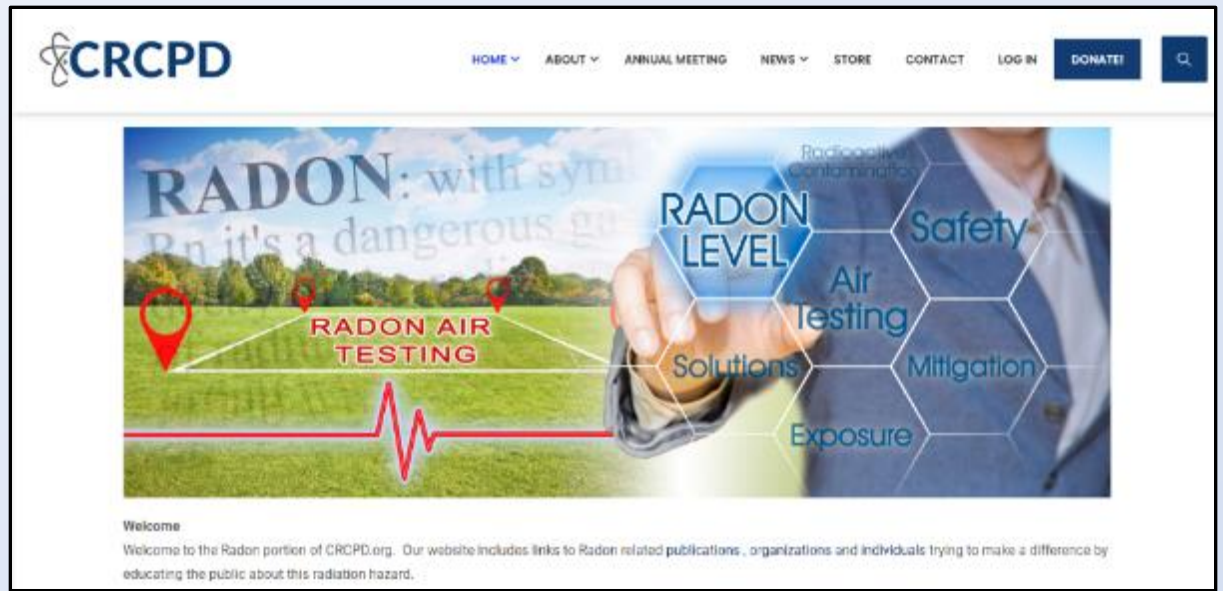 CRCPD
HOME ABOUT ANNUAL MEETING NEWS STORE CONTACT LOG IN DONATE!
RADON: with sym
Rn it's a dangerous ga
RADON AIR
TESTING
Radioactive
Contamination
RADON
LEVEL
Safety
Air
Testing
Solutions
Mitigation
Exposure
Welcome
Welcome to the Radon portion of CRCPD.org. Our website includes links to Radon related publications , organizations and individuals trying to make a difference by
educating the public about this radiation hazard.